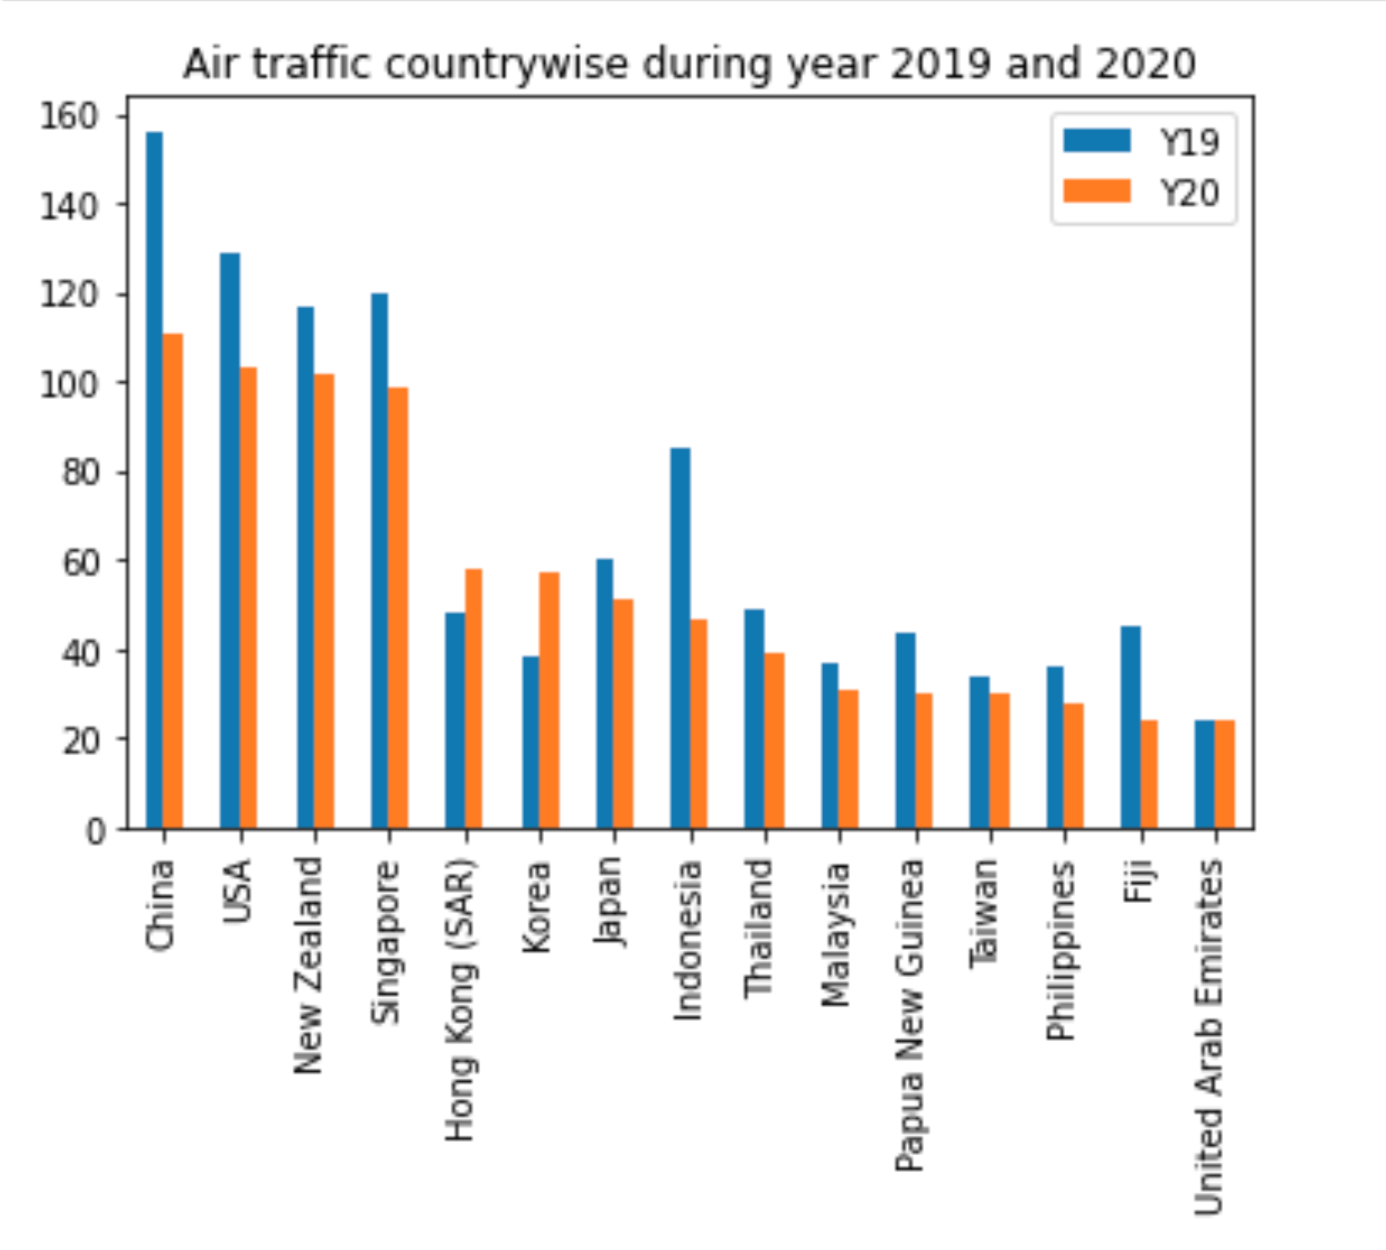 Air traffic countrywise during year 2019 and 2020
160
140
120
100
80
60
40
20
0
Y19
Y20
China
USA
New Zealand
Singapore
Hong Kong (SAR)
Korea
Japan
Indonesia
Thailand
Malaysia
Papua New Guinea
Taiwan
Philippines
Fiji
United Arab Emirates